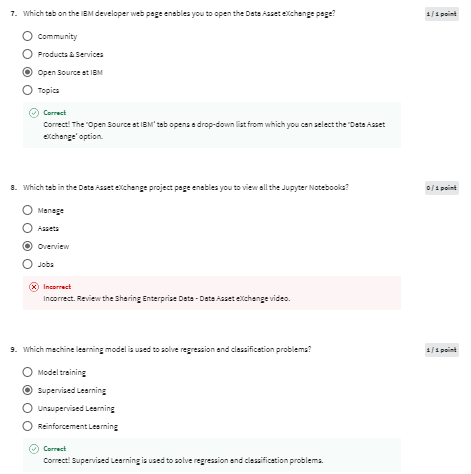 7. Which tab on the IBM developer web page enables you to open the Data Asset eXchange page?
1 / 1 point
Community
Products & Services
Open Source at IBM
Topics
Correct
Correct! The 'Open Source at IBM' tab opens a drop-down list from which you can select the 'Data Asset
eXchange' option.
8. Which tab in the Data Asset eXchange project page enables you to view all the Jupyter Notebooks?
0 / 1 point
Manage
Assets
Overview
Jobs
Incorrect
Incorrect. Review the Sharing Enterprise Data - Data Asset eXchange video.
9. Which machine learning model is used to solve regression and classification problems?
1 / 1 point
Model training
Supervised Learning
Unsupervised Learning
Reinforcement Learning
Correct
Correct! Supervised Learning is used to solve regression and classification problems.